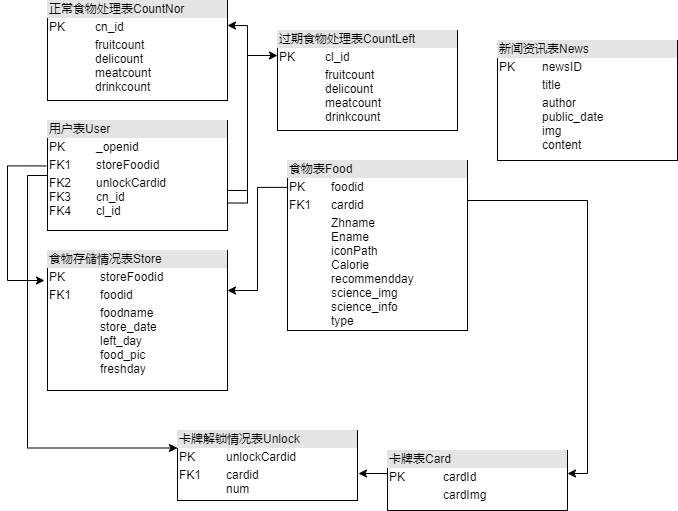 正常食物处理表CountNor
PK cn_id
fruitcount
delicount
meatcount
drinkcount
过期食物处理表CountLeft
PK cl_id
fruitcount
delicount
meatcount
drinkcount
新闻资讯表News
PK newsID
title
author
public_date
img
content
用户表User
PK _openid
FK1 storeFoodid
FK2 unlockCardid
FK3 cn_id
FK4 cl_id
食物表Food
PK foodid
FK1 cardid
Zhname
Ename
iconPath
Calorie
recommendday
science_img
science_info
type
食物存储情况表Store
PK storeFoodid
FK1 foodid
foodname
store_date
left_day
food_pic
freshday
卡牌解锁情况表Unlock
PK unlockCardid
FK1 cardid
num
卡牌表Card
PK cardId
cardImg